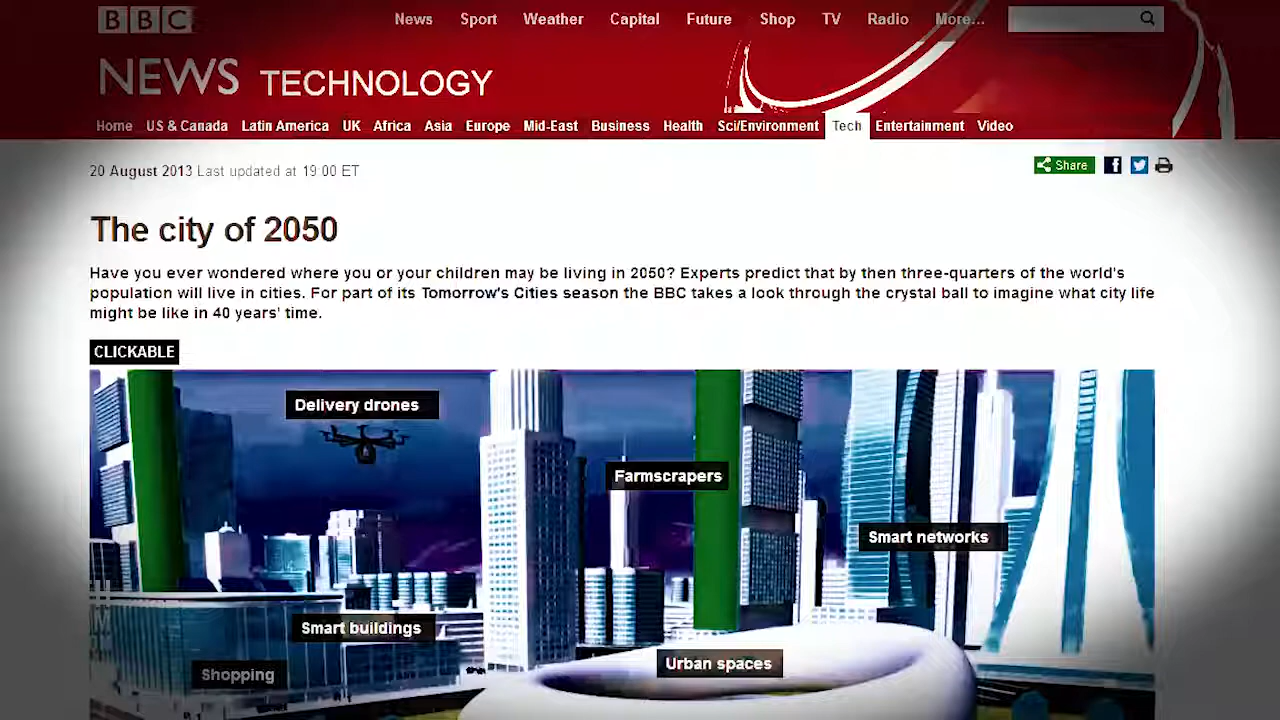 BBC News Sport Weather Capital Future Shop TV Radio More...
NEWS TECHNOLOGY
Home US & Canada Latin America UK Africa Asia Europe Mid-East Business Health Sci/Environment Tech Entertainment Video
20 August 2013 Last updated at 19:00 ET
Share f
The city of 2050
Have you ever wondered where you or your children may be living in 2050? Experts predict that by then three-quarters of the world's
population will live in cities. For part of its Tomorrow's Cities season the BBC takes a look through the crystal ball to imagine what city life
might be like in 40 years' time.
CLICKABLE
Delivery drones
Farmscrapers
Smart networks
Smart buildings
Urban spaces
Shopping